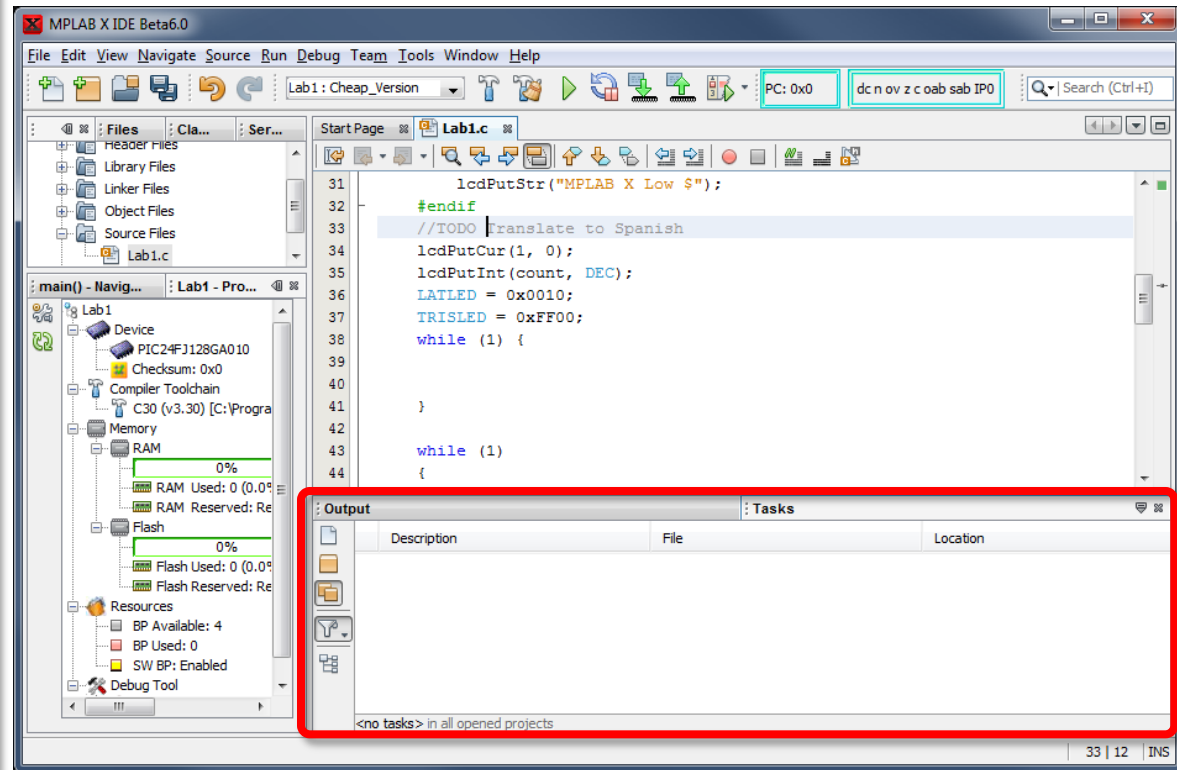 MPLAB X IDE Beta6.0
File Edit View Navigate Source Run Debug Team Tools Window Help
Lab1 : Cheap_Version
PC: 0x0
dc n ov z c oab sab IP0
Search (Ctrl+I)
Files Cla... Ser...
Header Files
Library Files
Linker Files
Object Files
Source Files
Lab1.c
main() - Navig... Lab1 - Pro...
Lab1
Device
PIC24FJ128GA010
Checksum: 0x0
Compiler Toolchain
C30 (v3.30) [C:\Progra
Memory
RAM
0%
RAM Used: 0 (0.0%
RAM Reserved: Re
Flash
0%
Flash Used: 0 (0.0%
Flash Reserved: Re
Resources
BP Available: 4
BP Used: 0
SW BP: Enabled
Debug Tool
Start Page Lab1.c
31 lcdPutStr("MPLAB X Low $");
32 #endif
33 //TODO Translate to Spanish
34 lcdPutCur(1, 0);
35 lcdPutInt(count, DEC);
36 LATLED = 0x0010;
37 TRISLED = 0xFF00;
38 while (1) {
39
40
41 }
42
43 while (1)
44 {
Output Tasks
Description File Location
<no tasks> in all opened projects
33 | 12 INS